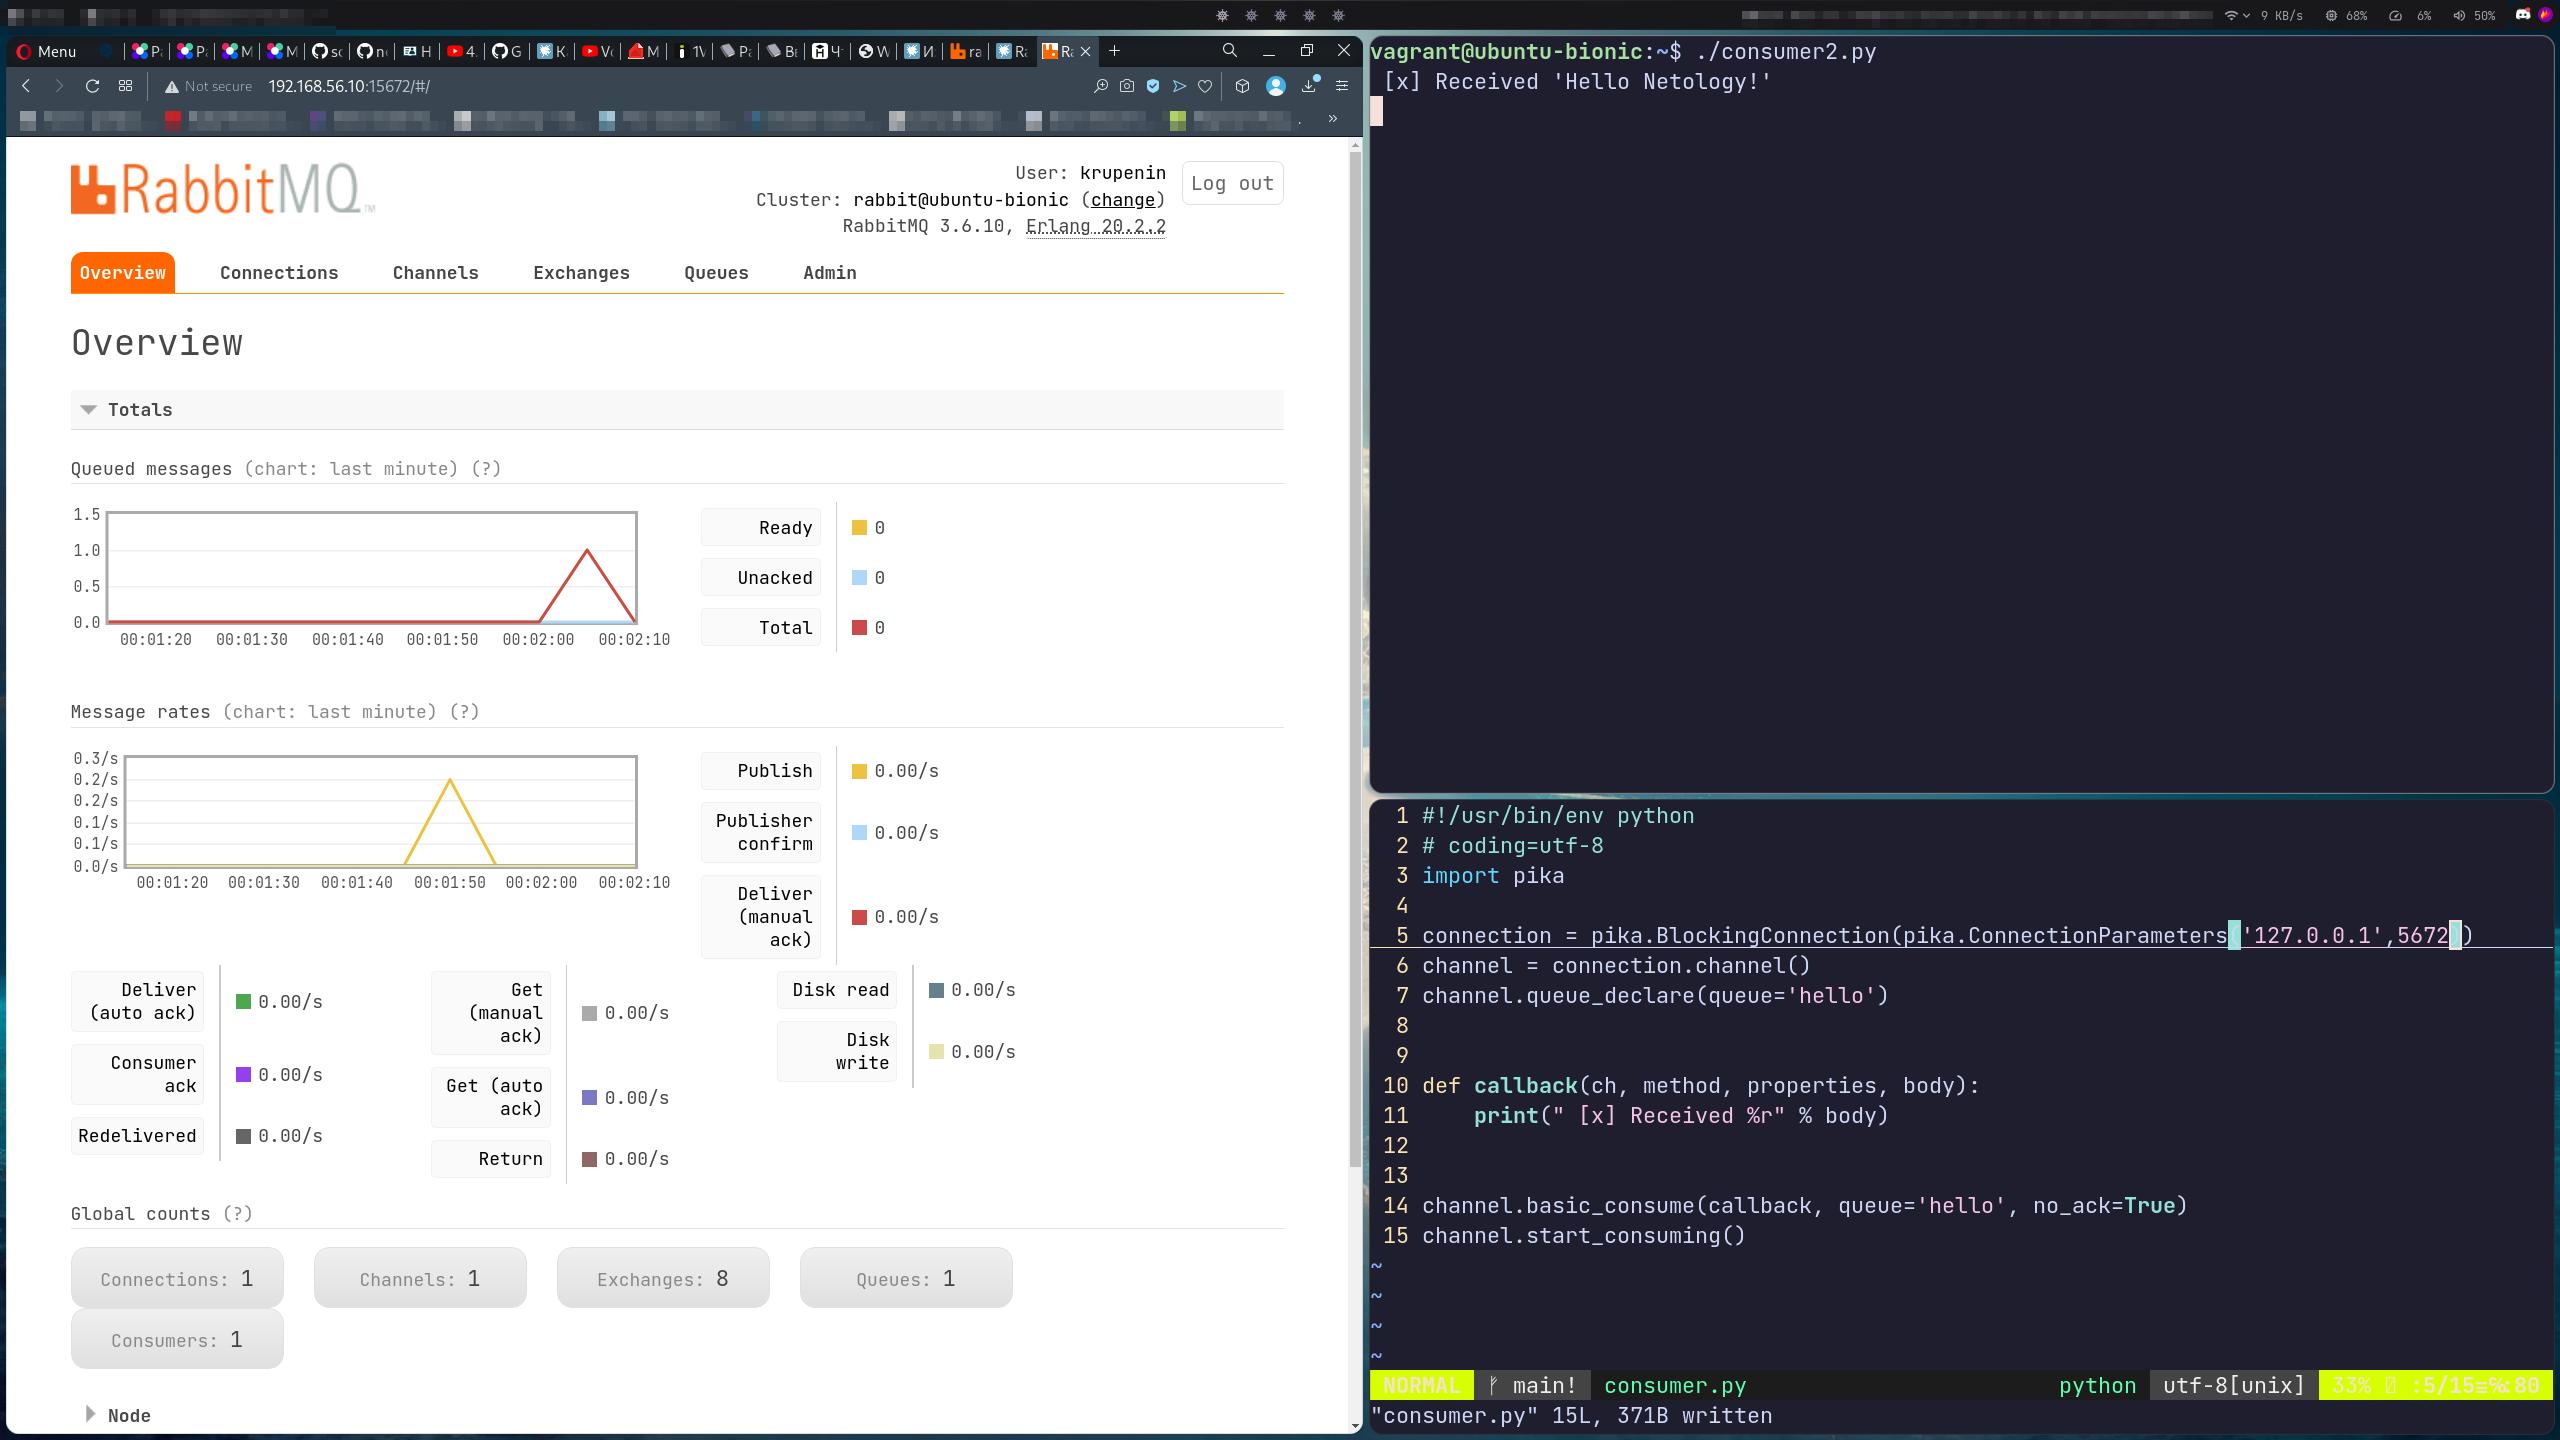 9 KB/s 68% 6% 50%
Menu
Not secure 192.168.56.10:15672/#/
RabbitMQ
User: krupenin
Log out
Cluster: rabbit@ubuntu-bionic (change)
RabbitMQ 3.6.10, Erlang 20.2.2
Overview Connections Channels Exchanges Queues Admin
Overview
Totals
Queued messages (chart: last minute) (?)
1.5
1.0
0.5
0.0
00:01:20 00:01:30 00:01:40 00:01:50 00:02:00 00:02:10
Ready 0
Unacked 0
Total 0
Message rates (chart: last minute) (?)
0.3/s
0.2/s
0.2/s
0.1/s
0.1/s
0.0/s
00:01:20 00:01:30 00:01:40 00:01:50 00:02:00 00:02:10
Publish 0.00/s
Publisher
confirm 0.00/s
Deliver
(manual 0.00/s
ack)
Deliver
(auto ack) 0.00/s
Consumer
ack 0.00/s
Redelivered 0.00/s
Get
(manual 0.00/s
ack)
Get (auto
ack) 0.00/s
Return 0.00/s
Disk read 0.00/s
Disk
write 0.00/s
Global counts (?)
Connections: 1 Channels: 1 Exchanges: 8 Queues: 1
Consumers: 1
Node
vagrant@ubuntu-bionic:~$ ./consumer2.py
[x] Received 'Hello Netology!'
1 #!/usr/bin/env python
2 # coding=utf-8
3 import pika
4
5 connection = pika.BlockingConnection(pika.ConnectionParameters('127.0.0.1',5672))
6 channel = connection.channel()
7 channel.queue_declare(queue='hello')
8
9
10 def callback(ch, method, properties, body):
11     print(" [x] Received %r" % body)
12
13
14 channel.basic_consume(callback, queue='hello', no_ack=True)
15 channel.start_consuming()
~
~
~
~
NORMAL main! consumer.py python utf-8[unix] 33% :5/15≡℅:80
"consumer.py" 15L, 371B written